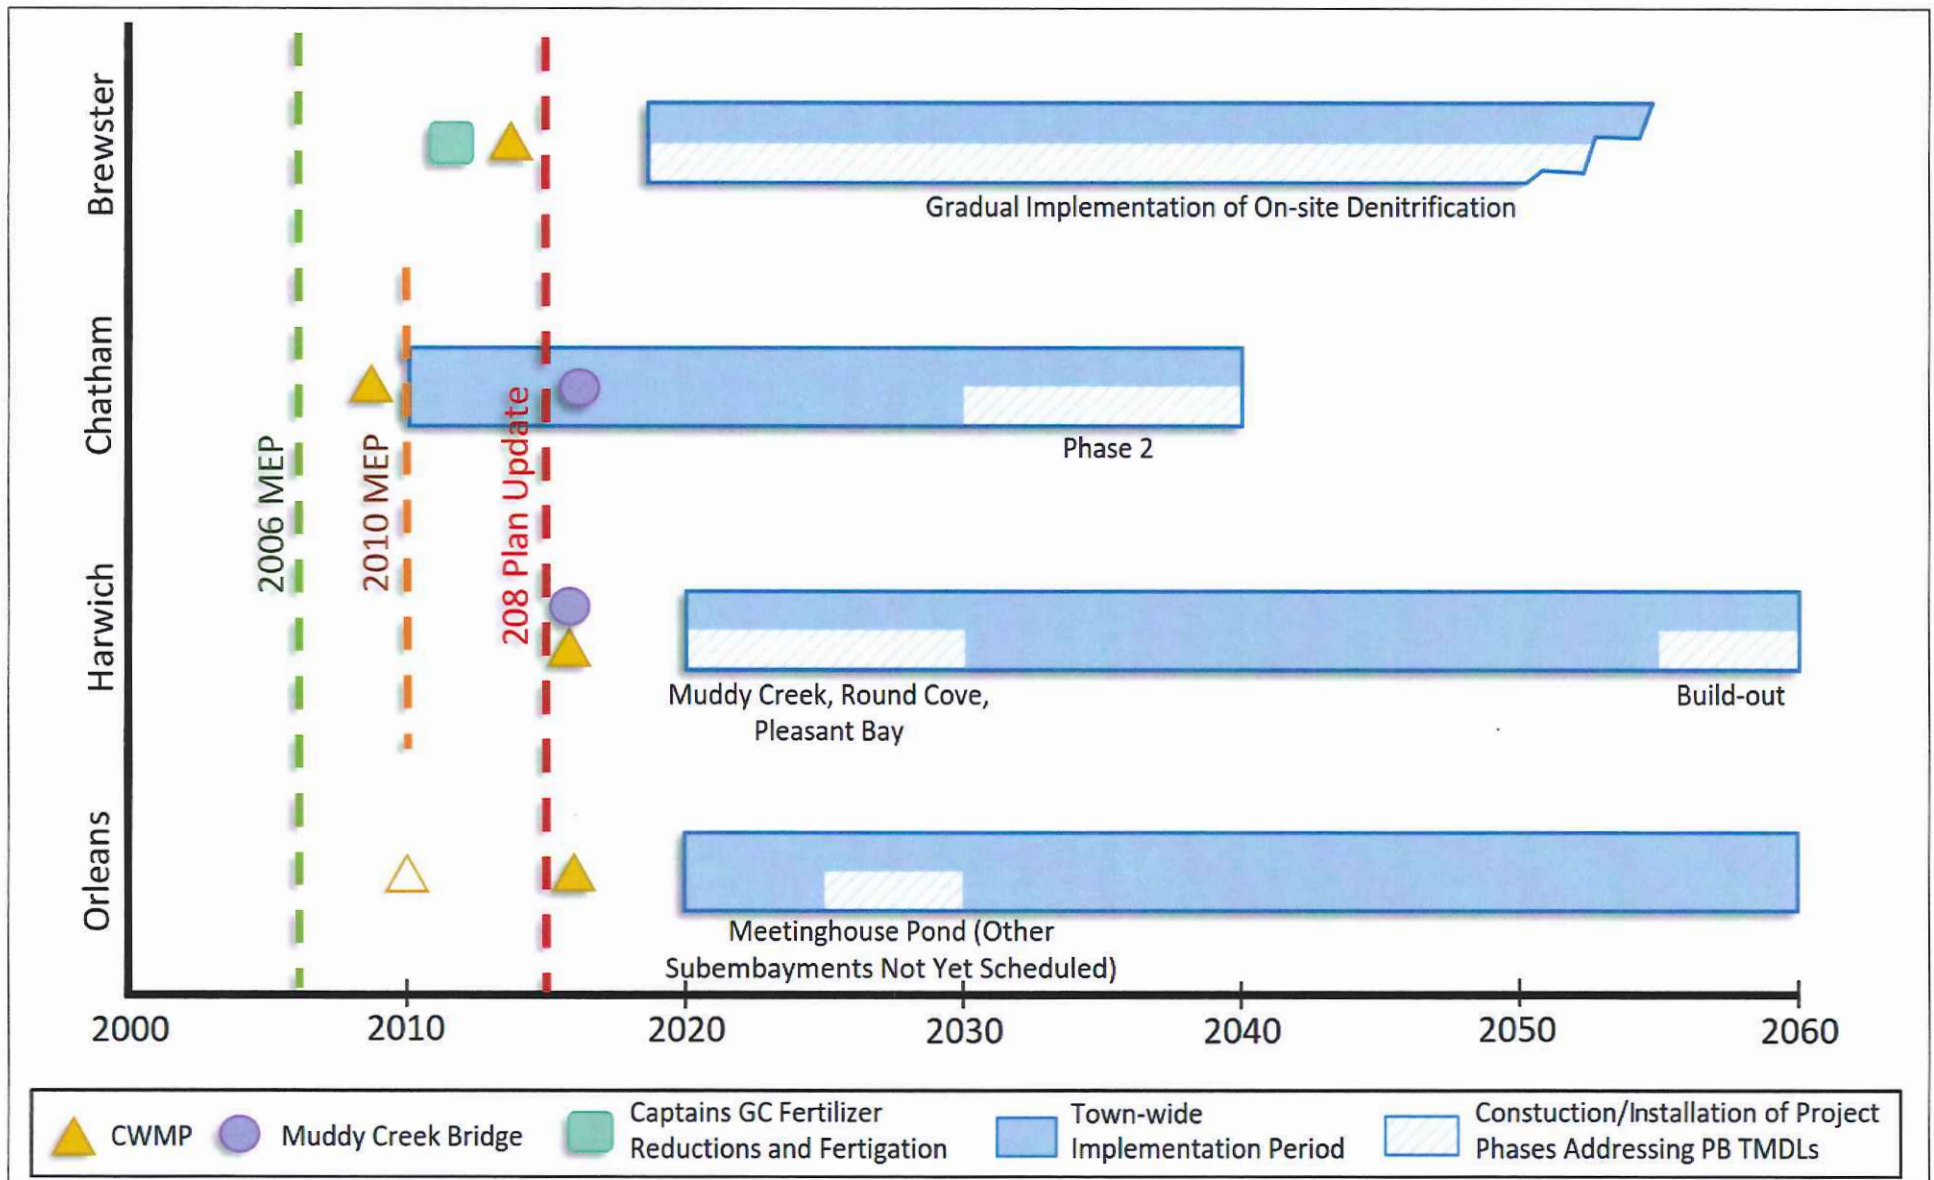 Brewster
Gradual Implementation of On-site Denitrification
Chatham
Phase 2
2006 MEP
2010 MEP
208 Plan Update
Harwich
Muddy Creek, Round Cove,
Pleasant Bay
Build-out
Orleans
Meetinghouse Pond (Other
Subembayments Not Yet Scheduled)
2000 2010 2020 2030 2040 2050 2060
CWMP
Muddy Creek Bridge
Captains GC Fertilizer
Reductions and Fertigation
Town-wide
Implementation Period
Constuction/Installation of Project
Phases Addressing PB TMDLs